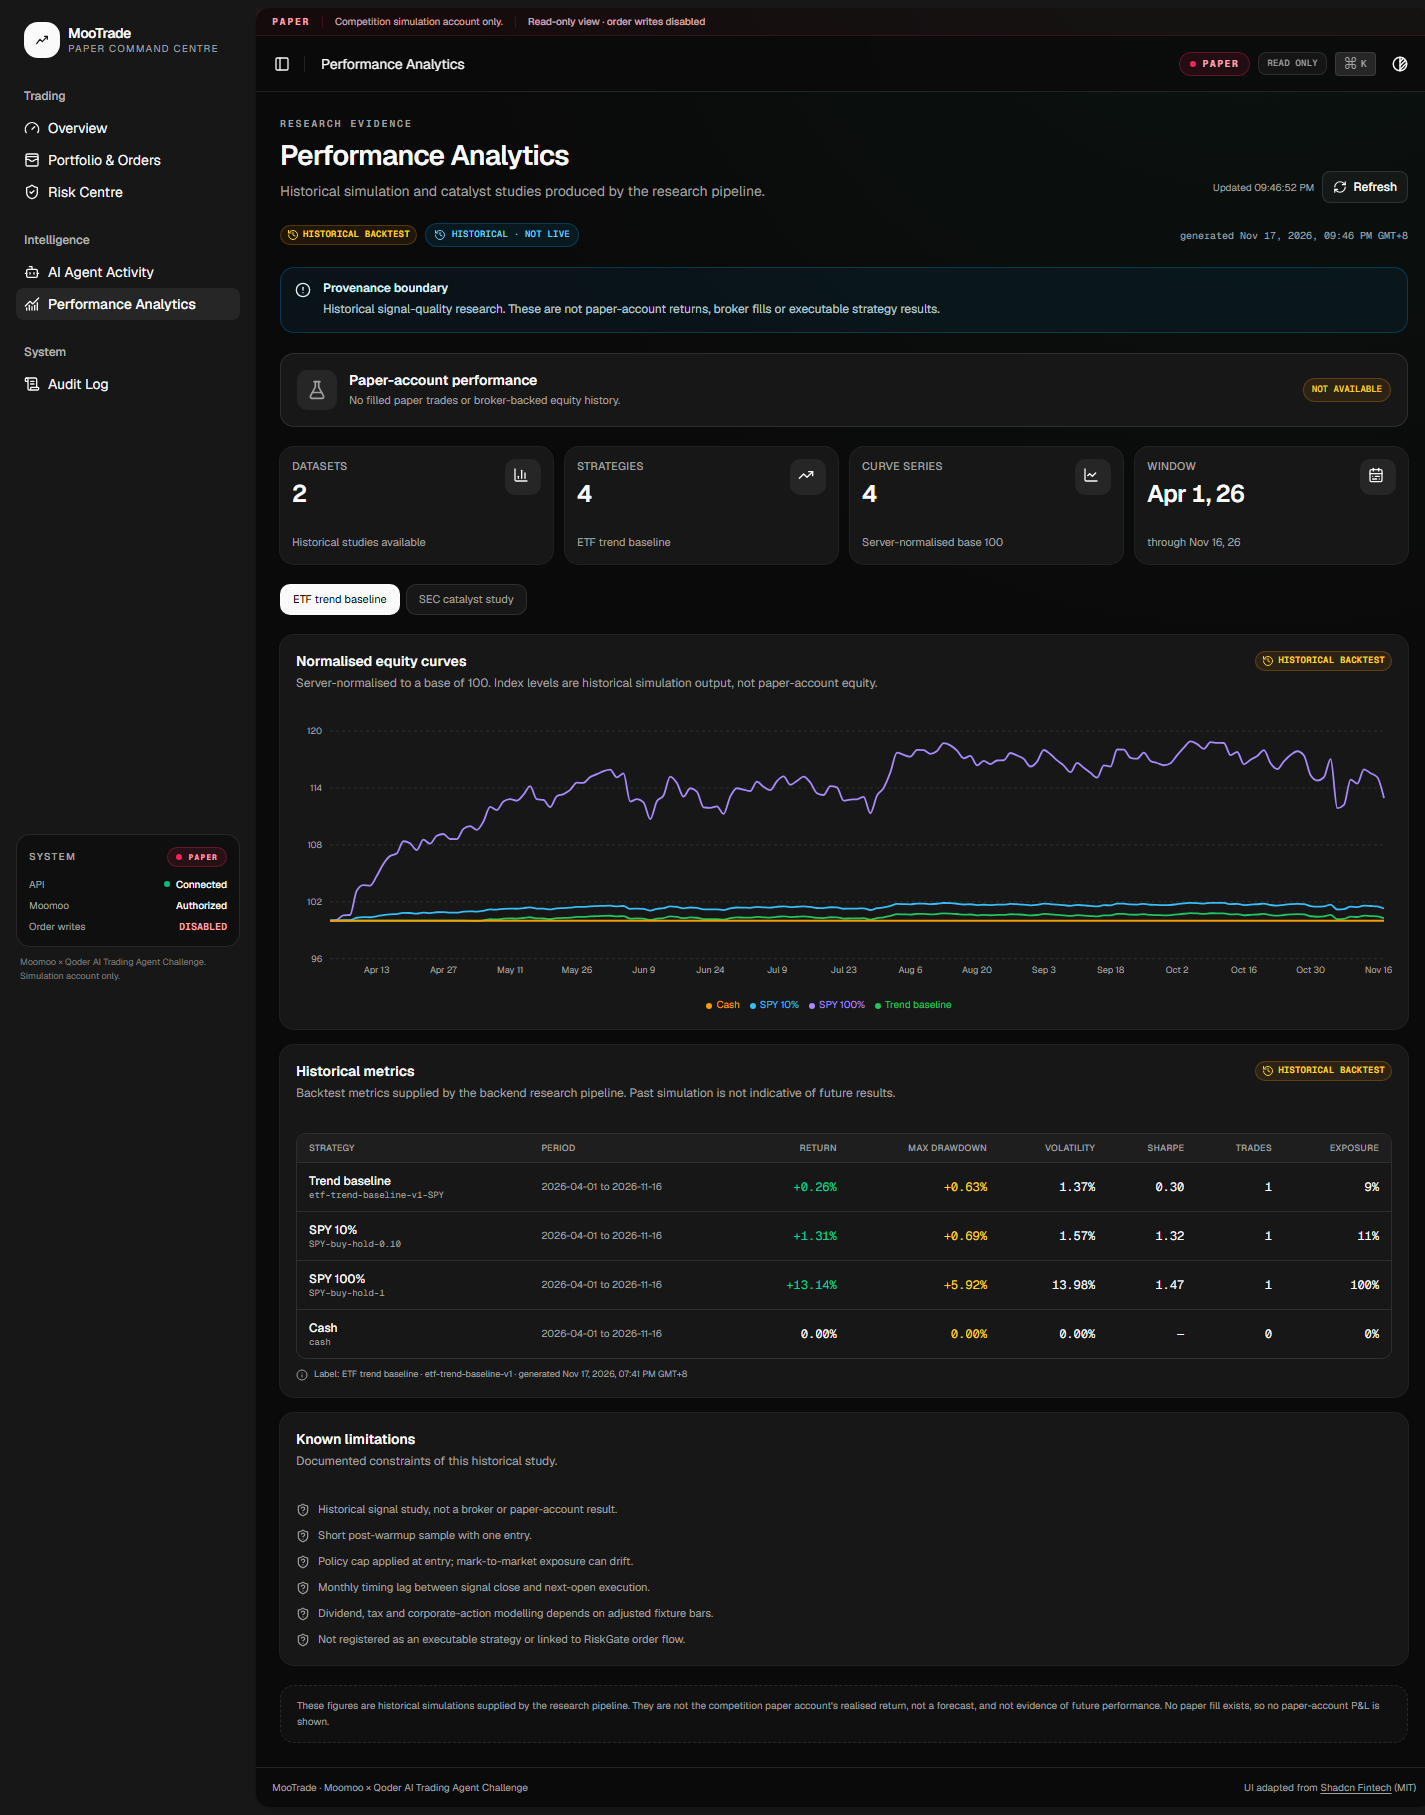 MooTrade
PAPER COMMAND CENTRE
Trading
Overview
Portfolio & Orders
Risk Centre
Intelligence
AI Agent Activity
Performance Analytics
System
Audit Log
SYSTEM
PAPER
API
Connected
Moomoo
Authorized
Order writes
DISABLED
Moomoo × Qoder AI Trading Agent Challenge.
Simulation account only.
PAPER Competition simulation account only. Read-only view · order writes disabled
Performance Analytics
PAPER
READ ONLY
⌘ K
RESEARCH EVIDENCE
Performance Analytics
Historical simulation and catalyst studies produced by the research pipeline.
Updated 09:46:52 PM
Refresh
HISTORICAL BACKTEST
HISTORICAL · NOT LIVE
generated Nov 17, 2026, 09:46 PM GMT+8
Provenance boundary
Historical signal-quality research. These are not paper-account returns, broker fills or executable strategy results.
Paper-account performance
No filled paper trades or broker-backed equity history.
NOT AVAILABLE
DATASETS
2
Historical studies available
STRATEGIES
4
ETF trend baseline
CURVE SERIES
4
Server-normalised base 100
WINDOW
Apr 1, 26
through Nov 16, 26
ETF trend baseline
SEC catalyst study
Normalised equity curves
HISTORICAL BACKTEST
Server-normalised to a base of 100. Index levels are historical simulation output, not paper-account equity.
120
114
108
102
96
Apr 13 Apr 27 May 11 May 26 Jun 9 Jun 24 Jul 9 Jul 23 Aug 6 Aug 20 Sep 3 Sep 18 Oct 2 Oct 16 Oct 30 Nov 16
Cash SPY 10% SPY 100% Trend baseline
Historical metrics
HISTORICAL BACKTEST
Backtest metrics supplied by the backend research pipeline. Past simulation is not indicative of future results.
STRATEGY PERIOD RETURN MAX DRAWDOWN VOLATILITY SHARPE TRADES EXPOSURE
Trend baseline
etf-trend-baseline-v1-SPY
2026-04-01 to 2026-11-16 +0.26% +0.63% 1.37% 0.30 1 9%
SPY 10%
SPY-buy-hold-0.10
2026-04-01 to 2026-11-16 +1.31% +0.69% 1.57% 1.32 1 11%
SPY 100%
SPY-buy-hold-1
2026-04-01 to 2026-11-16 +13.14% +5.92% 13.98% 1.47 1 100%
Cash
cash
2026-04-01 to 2026-11-16 0.00% 0.00% 0.00% — 0 0%
Label: ETF trend baseline · etf-trend-baseline-v1 · generated Nov 17, 2026, 07:41 PM GMT+8
Known limitations
Documented constraints of this historical study.
Historical signal study, not a broker or paper-account result.
Short post-warmup sample with one entry.
Policy cap applied at entry; mark-to-market exposure can drift.
Monthly timing lag between signal close and next-open execution.
Dividend, tax and corporate-action modelling depends on adjusted fixture bars.
Not registered as an executable strategy or linked to RiskGate order flow.
These figures are historical simulations supplied by the research pipeline. They are not the competition paper account's realised return, not a forecast, and not evidence of future performance. No paper fill exists, so no paper-account P&L is
shown.
MooTrade · Moomoo × Qoder AI Trading Agent Challenge
UI adapted from Shadcn Fintech (MIT)